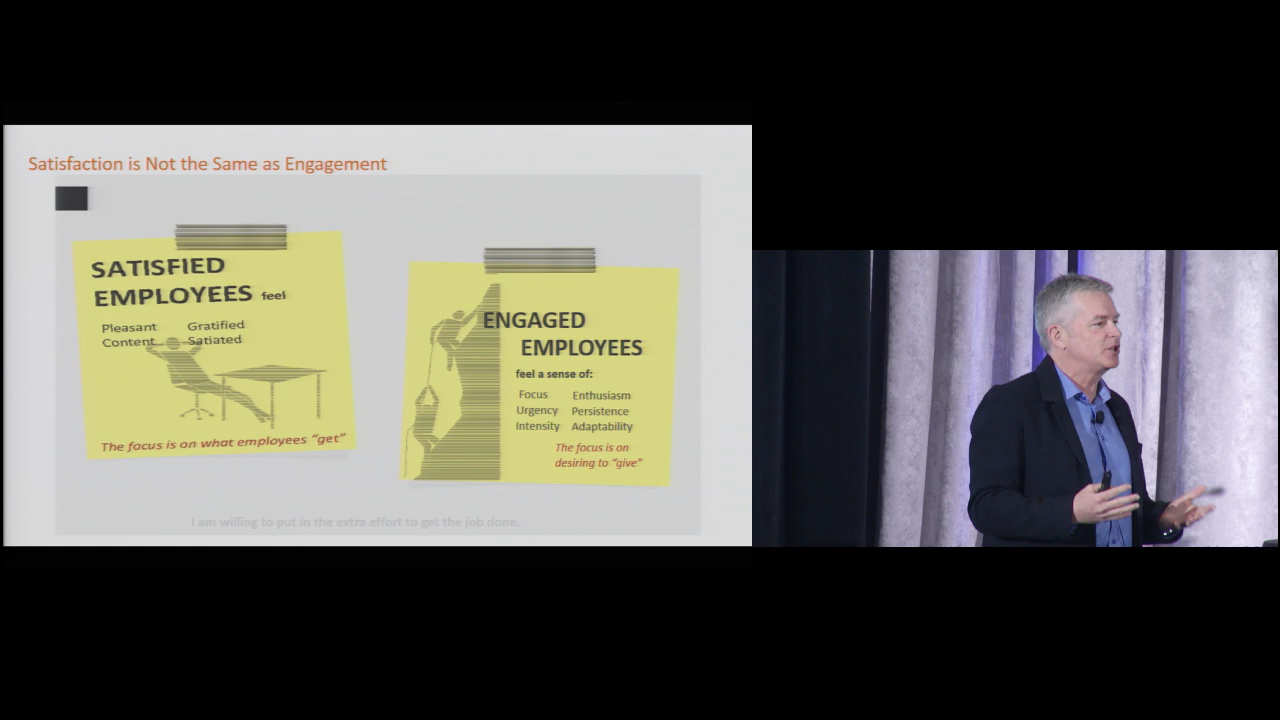 Satisfaction is Not the Same as Engagement
SATISFIED
EMPLOYEES feel
Pleasant Gratified
Content Satiated
The focus is on what employees “get”
ENGAGED
EMPLOYEES
feel a sense of:
Focus Enthusiasm
Urgency Persistence
Intensity Adaptability
The focus is on
desiring to “give”
I am willing to put in the extra effort to get the job done.